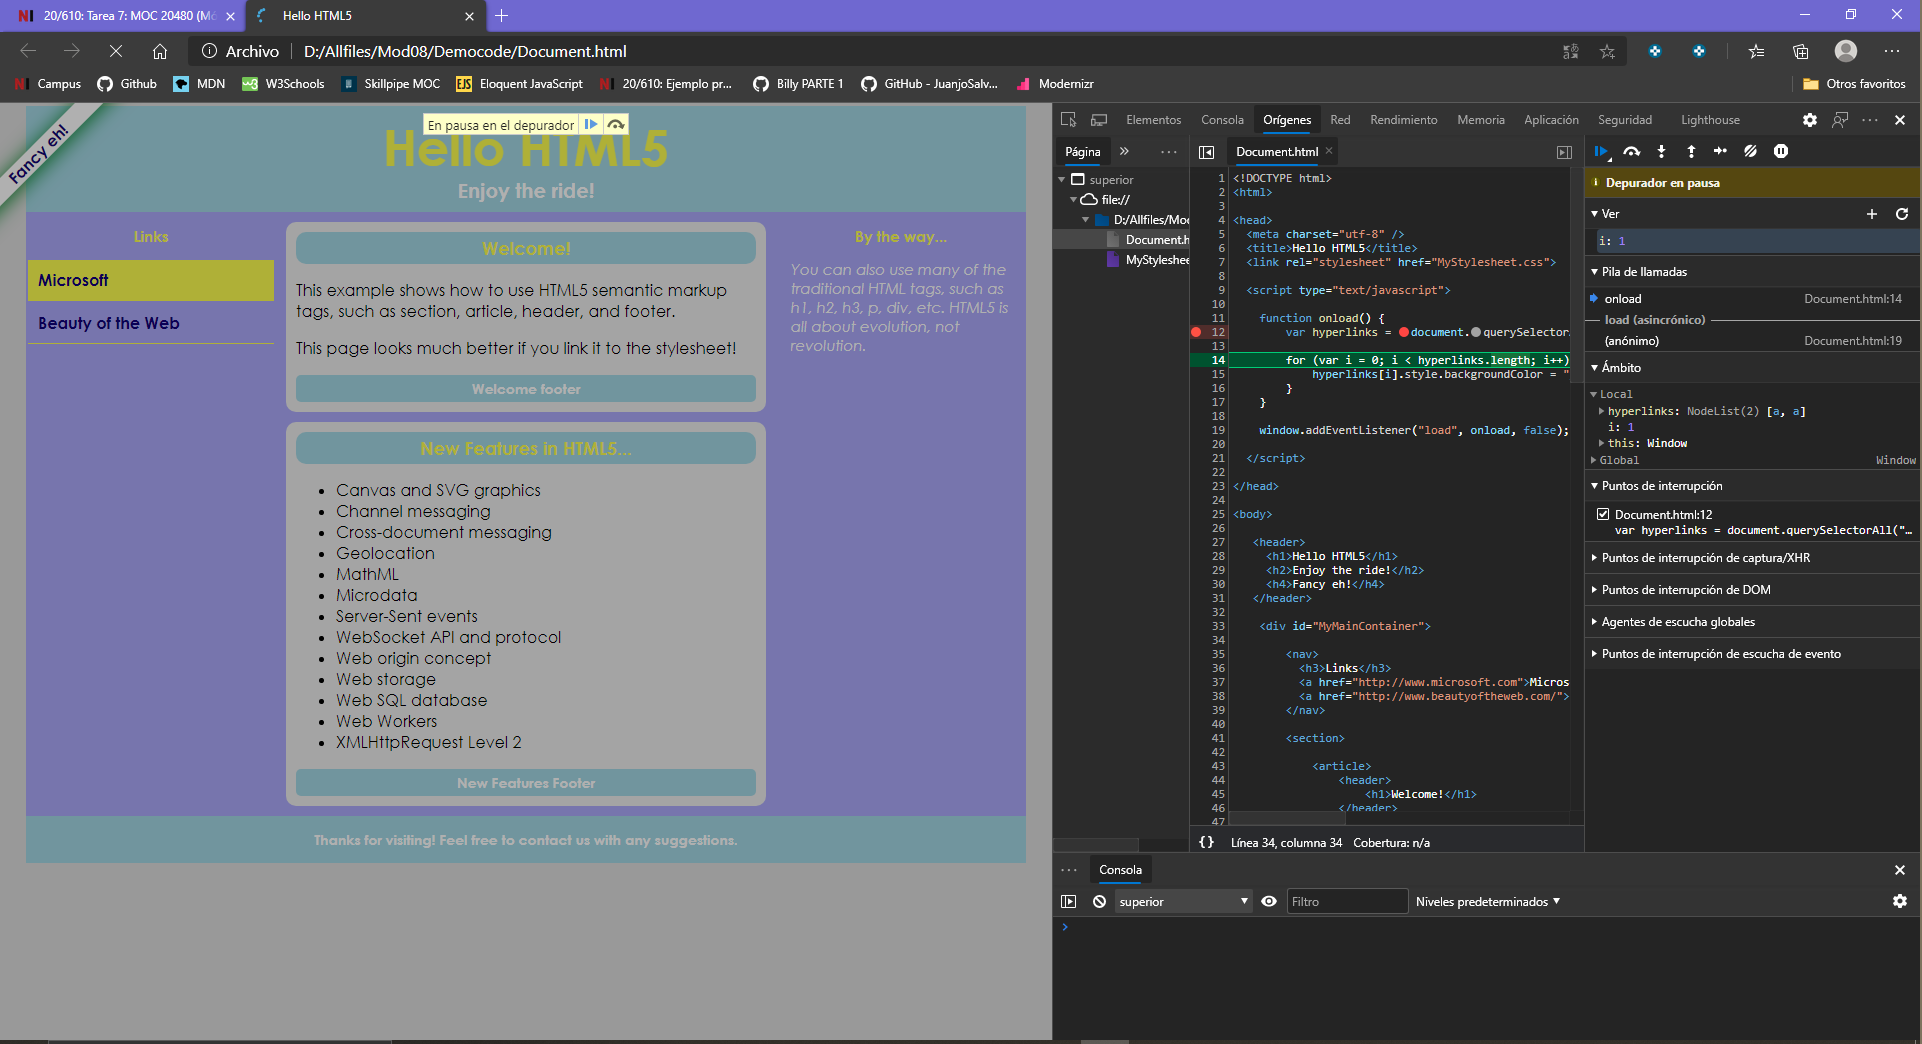 20/610: Tarea 7: MOC 20480 (Mó
Hello HTML5
Archivo
D:/Allfiles/Mod08/Democode/Document.html
Campus
Github
MDN
W3Schools
Skillpipe MOC
Eloquent JavaScript
20/610: Ejemplo pr...
Billy PARTE 1
GitHub - JuanjoSalv...
Modernizr
Otros favoritos
Fancy eh!
En pausa en el depurador
Hello HTML5
Enjoy the ride!
Links
Microsoft
Beauty of the Web
Welcome!
This example shows how to use HTML5 semantic markup
tags, such as section, article, header, and footer.
This page looks much better if you link it to the stylesheet!
Welcome footer
New Features in HTML5...
• Canvas and SVG graphics
• Channel messaging
• Cross-document messaging
• Geolocation
• MathML
• Microdata
• Server-Sent events
• WebSocket API and protocol
• Web origin concept
• Web storage
• Web SQL database
• Web Workers
• XMLHttpRequest Level 2
New Features Footer
By the way...
You can also use many of the
traditional HTML tags, such as
h1, h2, h3, p, div, etc. HTML5 is
all about evolution, not
revolution.
Thanks for visiting! Feel free to contact us with any suggestions.
Elementos
Consola
Orígenes
Red
Rendimiento
Memoria
Aplicación
Seguridad
Lighthouse
Página
superior
file://
D:/Allfiles/Moc
Document.h
MyStyleshee
Document.html
1 <!DOCTYPE html>
2 <html>
3
4 <head>
5 <meta charset="utf-8" />
6 <title>Hello HTML5</title>
7 <link rel="stylesheet" href="MyStylesheet.css">
8
9 <script type="text/javascript">
10
11 function onload() {
12 var hyperlinks = document.querySelector
13
14 for (var i = 0; i < hyperlinks.length; i++)
15 hyperlinks[i].style.backgroundColor = "
16 }
17 }
18
19 window.addEventListener("load", onload, false);
20
21 </script>
22
23 </head>
24
25 <body>
26
27 <header>
28 <h1>Hello HTML5</h1>
29 <h2>Enjoy the ride!</h2>
30 <h4>Fancy eh!</h4>
31 </header>
32
33 <div id="MyMainContainer">
34
35 <nav>
36 <h3>Links</h3>
37 <a href="http://www.microsoft.com">Micros
38 <a href="http://www.beautyoftheweb.com/">
39 </nav>
40
41 <section>
42
43 <article>
44 <header>
45 <h1>Welcome!</h1>
46 </header>
47
{} Línea 34, columna 34 Cobertura: n/a
Depurador en pausa
Ver
i: 1
Pila de llamadas
onload Document.html:14
load (asincrónico)
(anónimo) Document.html:19
Ámbito
Local
hyperlinks: NodeList(2) [a, a]
i: 1
this: Window
Global Window
Puntos de interrupción
Document.html:12
var hyperlinks = document.querySelectorAll("…
Puntos de interrupción de captura/XHR
Puntos de interrupción de DOM
Agentes de escucha globales
Puntos de interrupción de escucha de evento
Consola
superior
Filtro
Niveles predeterminados